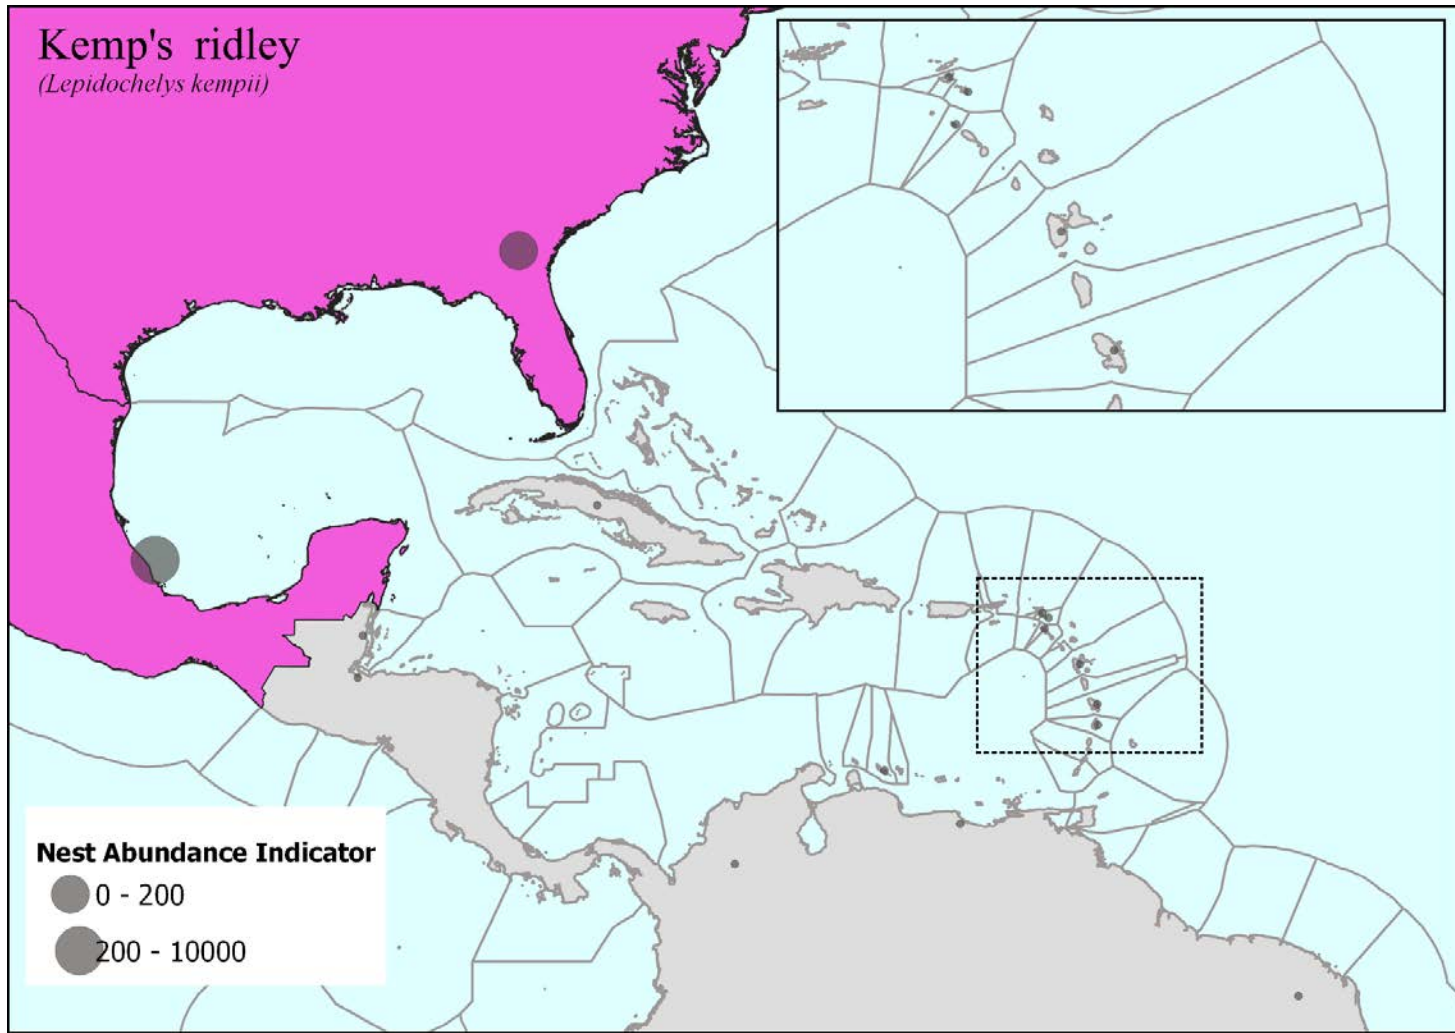 Kemp's ridley
(Lepidochelys kempii)
Nest Abundance Indicator
0 - 200
200 - 10000